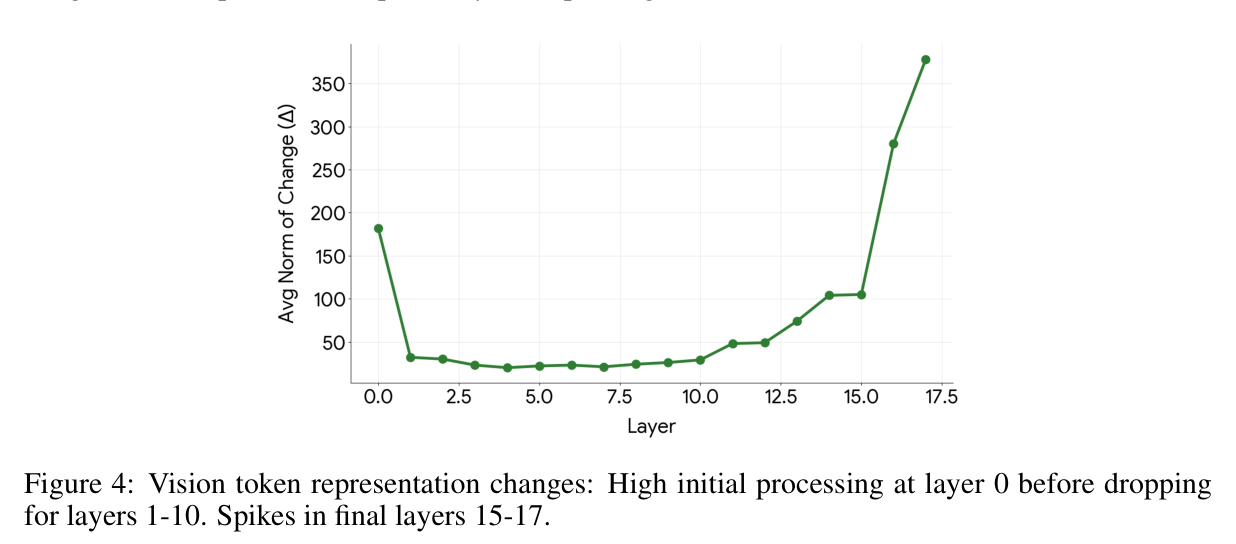 350
300
250
200
150
100
50
Avg Norm of Change (Δ)
0.0 2.5 5.0 7.5 10.0 12.5 15.0 17.5
Layer
Figure 4: Vision token representation changes: High initial processing at layer 0 before dropping
for layers 1-10. Spikes in final layers 15-17.